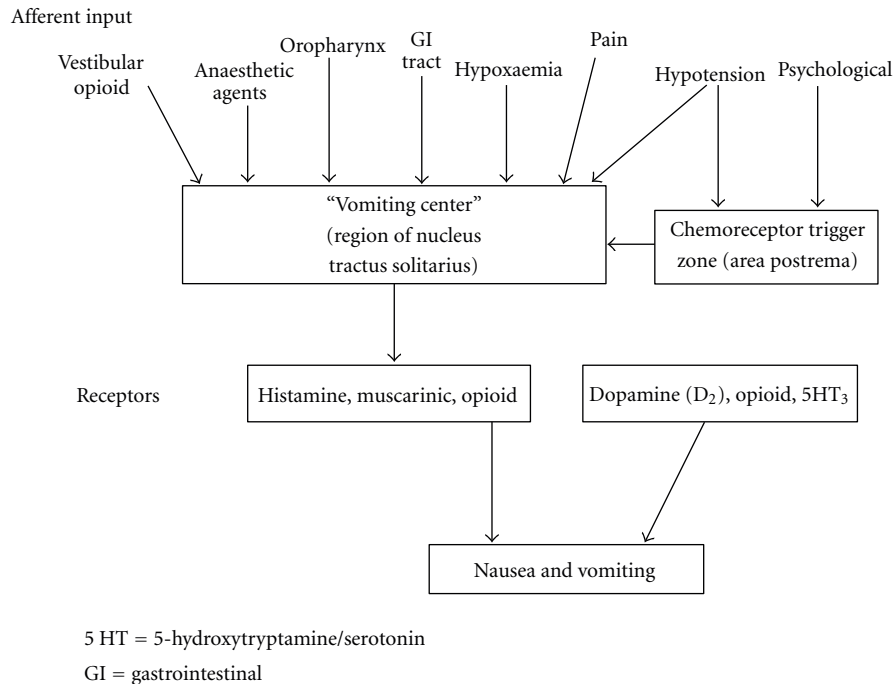 Afferent input
Vestibular
opioid
Anaesthetic
agents
Oropharynx
GI
tract
Hypoxaemia
Pain
Hypotension
Psychological
“Vomiting center”
(region of nucleus
tractus solitarius)
Chemoreceptor trigger
zone (area postrema)
Receptors
Histamine, muscarinic, opioid
Dopamine (D₂), opioid, 5HT₃
Nausea and vomiting
5 HT = 5-hydroxytryptamine/serotonin
GI = gastrointestinal